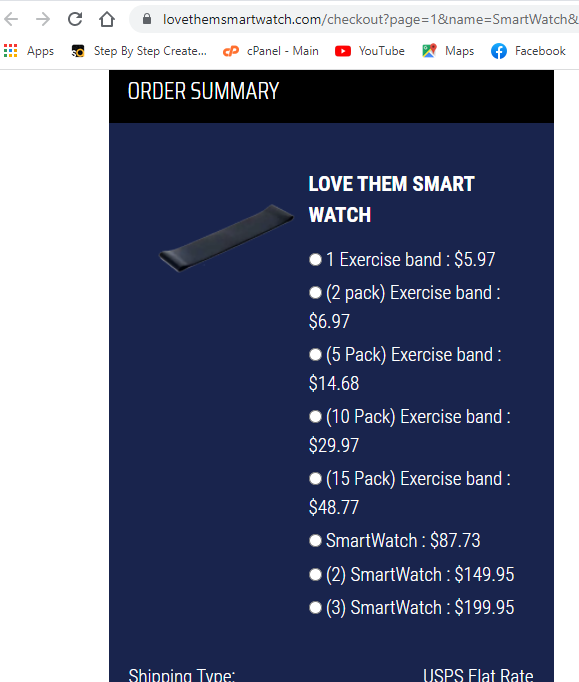 lovethemsmartwatch.com/checkout?page=1&name=SmartWatch&
Apps Step By Step Create... cPanel - Main YouTube Maps Facebook
ORDER SUMMARY
LOVE THEM SMART
WATCH
1 Exercise band : $5.97
(2 pack) Exercise band :
$6.97
(5 Pack) Exercise band :
$14.68
(10 Pack) Exercise band :
$29.97
(15 Pack) Exercise band :
$48.77
SmartWatch : $87.73
(2) SmartWatch : $149.95
(3) SmartWatch : $199.95
Shipping Type: USPS Flat Rate